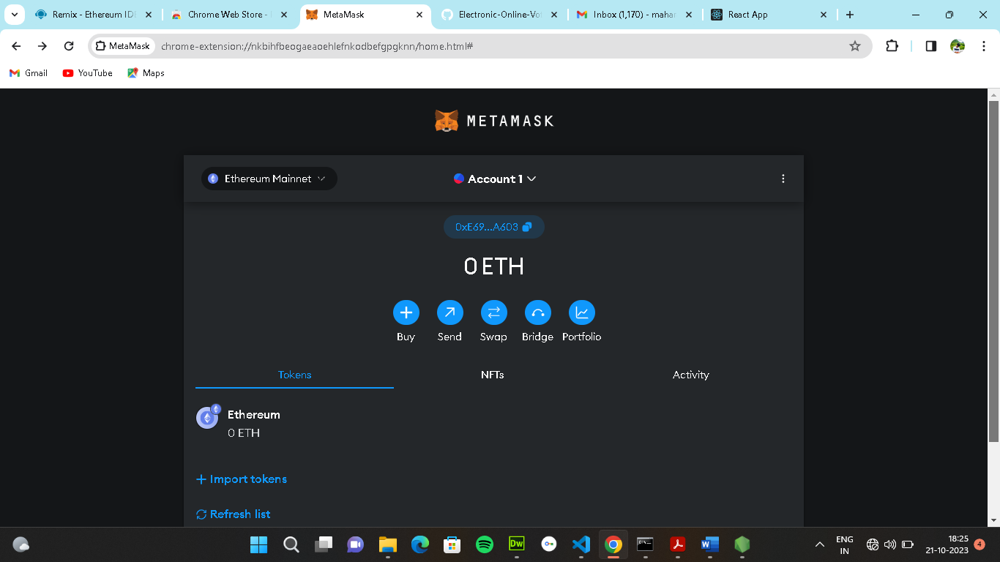 Remix - Ethereum IDE
Chrome Web Store -
MetaMask
Electronic-Online-Vot
Inbox (1,170) - mahar
React App
MetaMask
chrome-extension://nkbihfbeogaeaoehlefnkodbefgpgknn/home.html#
Gmail
YouTube
Maps
METAMASK
Ethereum Mainnet
Account 1
0xE69...A603
0 ETH
Buy
Send
Swap
Bridge
Portfolio
Tokens
NFTs
Activity
Ethereum
0 ETH
+ Import tokens
Refresh list
Dw
W
ENG
IN
18:25
21-10-2023
4